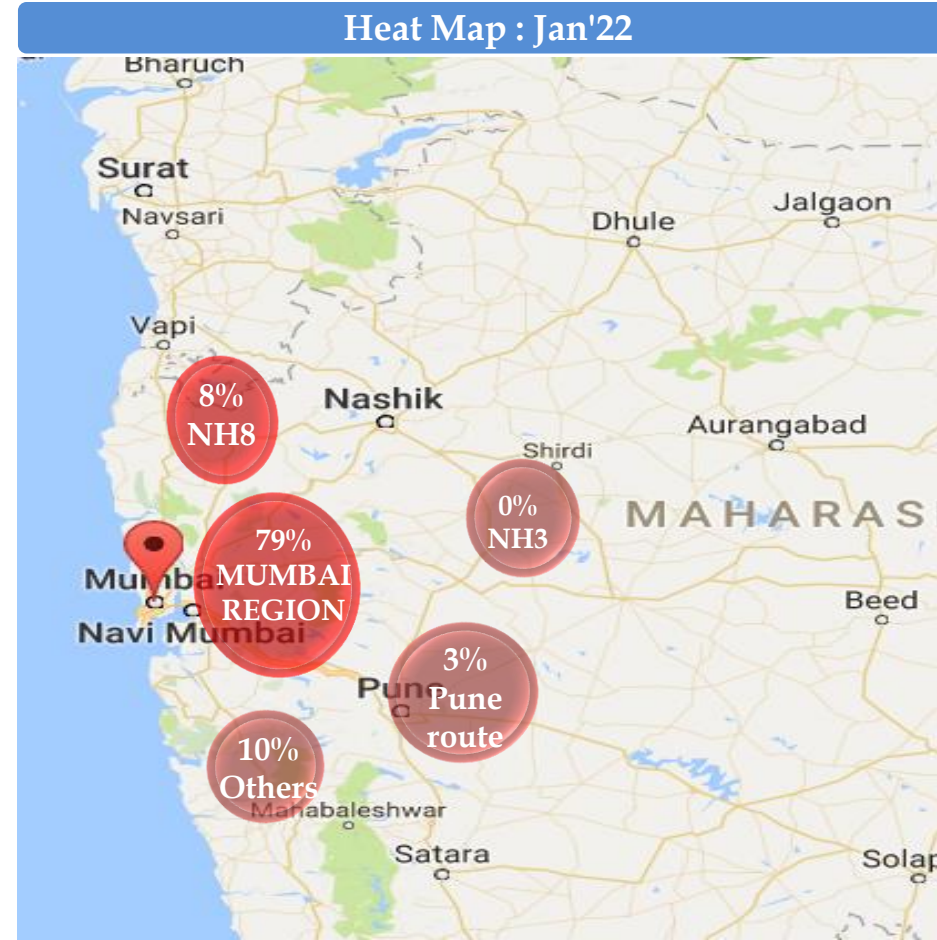 Heat Map : Jan'22
Bharuch
Surat
Navsari
Dhule
Jalgaon
Vapi
8%
NH8
Nashik
Aurangabad
Shirdi
0%
NH3
MAHARAS
79%
MUMBAI
REGION
Mumba
Navi Mumbai
Beed
3%
Pune
route
Pune
10%
Others
Mahabaleshwar
Satara
Solap